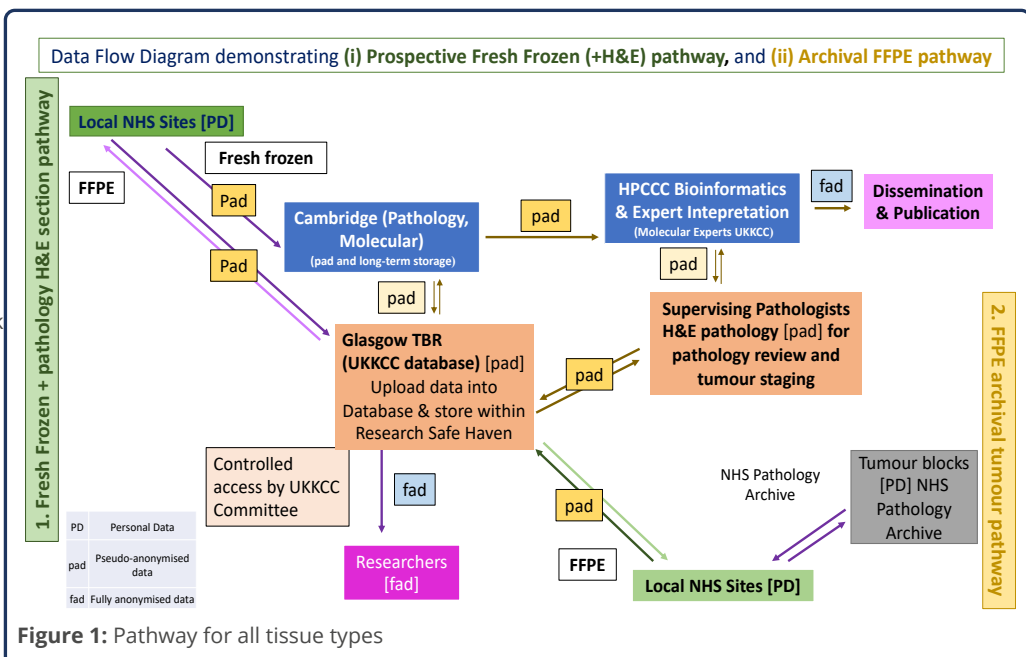 Data Flow Diagram demonstrating (i) Prospective Fresh Frozen (+H&E) pathway, and (ii) Archival FFPE pathway
1. Fresh Frozen + pathology H&E section pathway
Local NHS Sites [PD]
Fresh frozen
FFPE
Pad
Pad
Cambridge (Pathology,
Molecular)
(pad and long-term storage)
pad
HPCCC Bioinformatics
& Expert Intepretation
(Molecular Experts UKKCC)
fad
Dissemination
& Publication
pad
pad
Glasgow TBR
(UKKCC database) [pad]
Upload data into
Database & store within
Research Safe Haven
pad
Supervising Pathologists
H&E pathology [pad] for
pathology review and
tumour staging
2. FFPE archival tumour pathway
Controlled
access by UKKCC
Committee
fad
pad
NHS Pathology
Archive
Tumour blocks
[PD] NHS
Pathology
Archive
Researchers
[fad]
FFPE
Local NHS Sites [PD]
PD Personal Data
pad Pseudo-anonymised
data
fad Fully anonymised data
Figure 1: Pathway for all tissue types